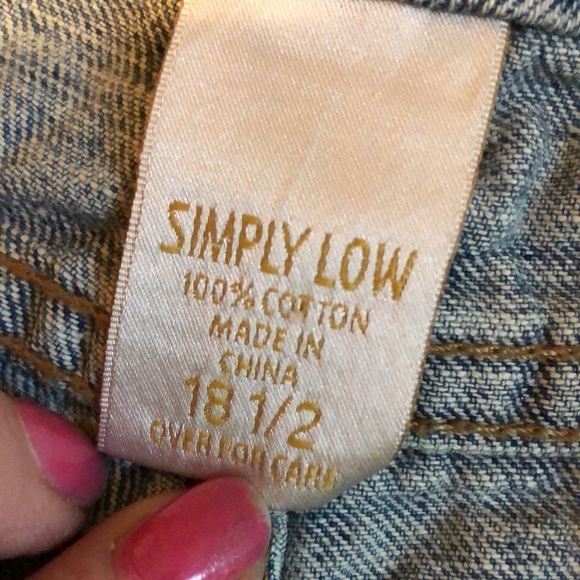 SIMPLY LOW
100% COTTON
MADE IN
CHINA
18 1/2
OVER FOR CARE